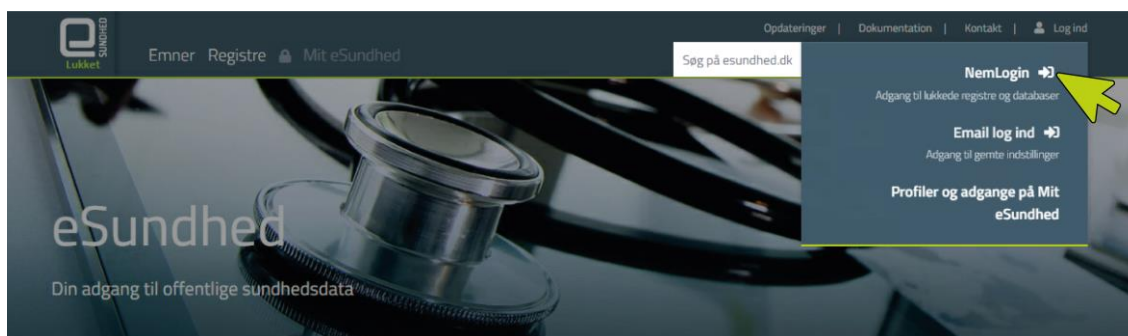 Opdateringer | Dokumentation | Kontakt | Log ind
eSUNDHED
Lukket
Emner Registre Mit eSundhed
Søg på esundhed.dk
NemLogin
Adgang til lukkede registre og databaser
Email log ind
Adgang til gemte indstillinger
Profiler og adgange på Mit
eSundhed
eSundhed
Din adgang til offentlige sundhedsdata